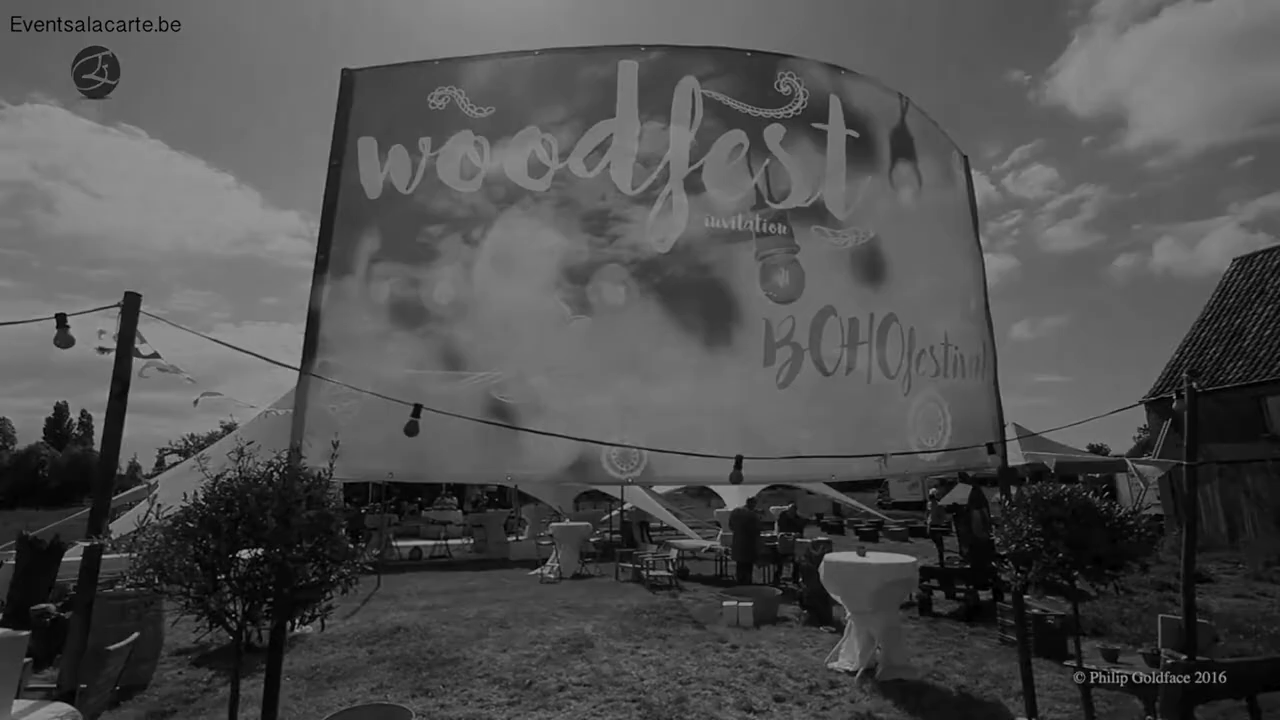 Eventsalacarte.be
woodfest
invitation
BOHOfestival
© Philip Goldface 2016